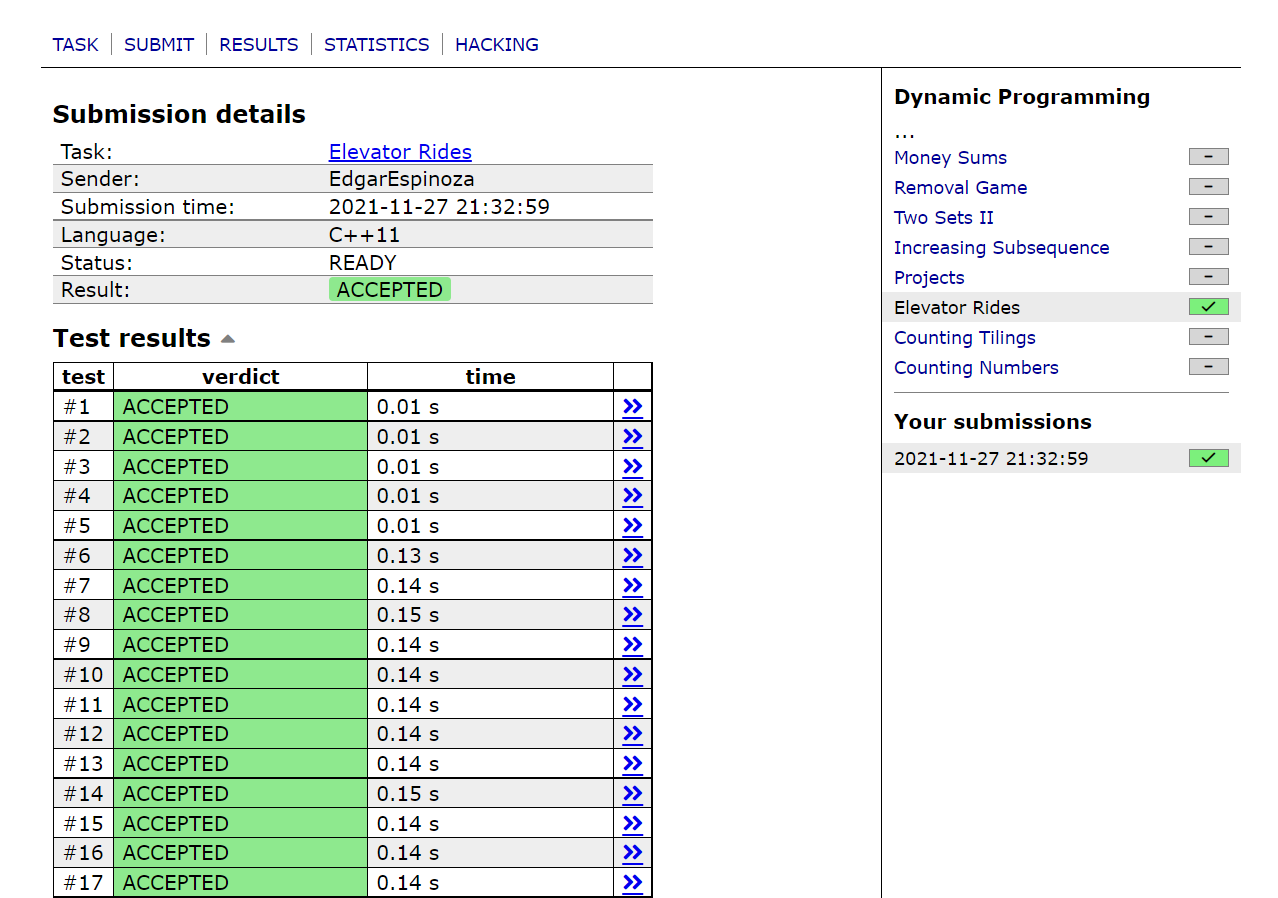 TASK SUBMIT RESULTS STATISTICS HACKING
Submission details
Task: Elevator Rides
Sender: EdgarEspinoza
Submission time: 2021-11-27 21:32:59
Language: C++11
Status: READY
Result: ACCEPTED
Test results
test verdict time
#1 ACCEPTED 0.01 s »
#2 ACCEPTED 0.01 s »
#3 ACCEPTED 0.01 s »
#4 ACCEPTED 0.01 s »
#5 ACCEPTED 0.01 s »
#6 ACCEPTED 0.13 s »
#7 ACCEPTED 0.14 s »
#8 ACCEPTED 0.15 s »
#9 ACCEPTED 0.14 s »
#10 ACCEPTED 0.14 s »
#11 ACCEPTED 0.14 s »
#12 ACCEPTED 0.14 s »
#13 ACCEPTED 0.14 s »
#14 ACCEPTED 0.15 s »
#15 ACCEPTED 0.14 s »
#16 ACCEPTED 0.14 s »
#17 ACCEPTED 0.14 s »
Dynamic Programming
...
Money Sums –
Removal Game –
Two Sets II –
Increasing Subsequence –
Projects –
Elevator Rides ✓
Counting Tilings –
Counting Numbers –
Your submissions
2021-11-27 21:32:59 ✓